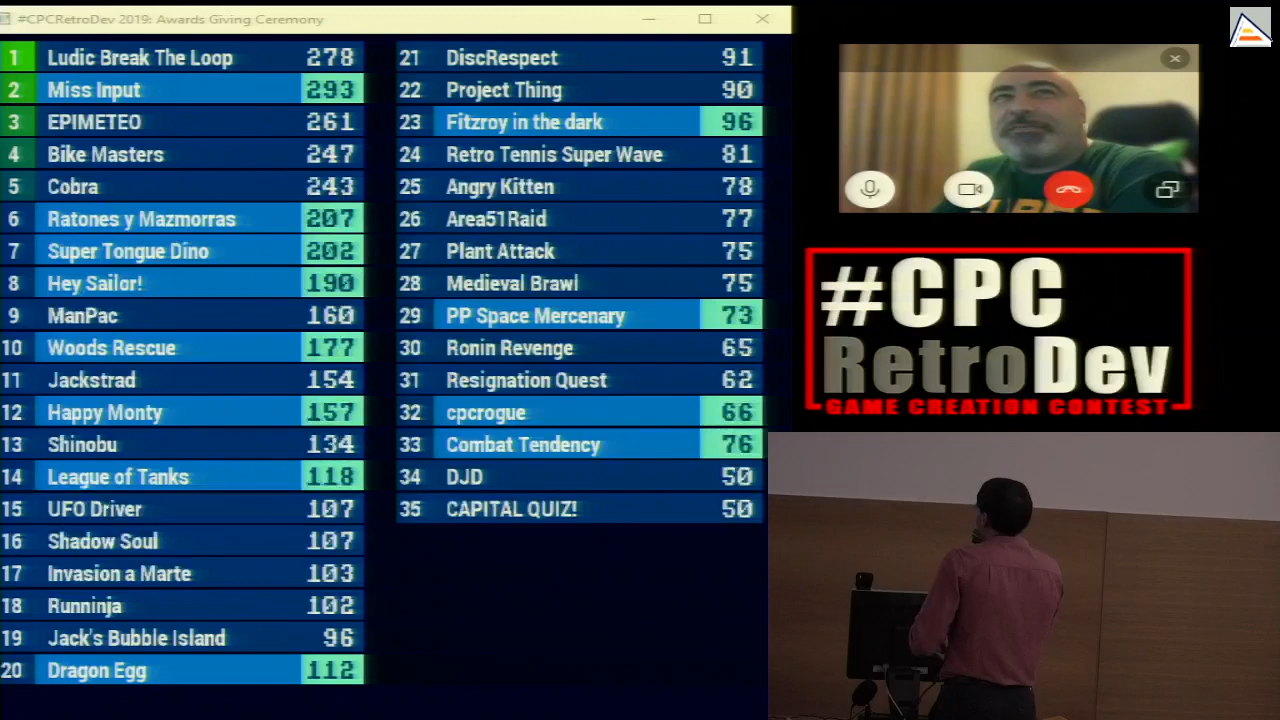 #CPCRetroDev 2019: Awards Giving Ceremony
1 Ludic Break The Loop 278
2 Miss Input 293
3 EPIMETEO 261
4 Bike Masters 247
5 Cobra 243
6 Ratones y Mazmorras 207
7 Super Tongue Dino 202
8 Hey Sailor! 190
9 ManPac 160
10 Woods Rescue 177
11 Jackstrad 154
12 Happy Monty 157
13 Shinobu 134
14 League of Tanks 118
15 UFO Driver 107
16 Shadow Soul 107
17 Invasion a Marte 103
18 Runninja 102
19 Jack's Bubble Island 96
20 Dragon Egg 112
21 DiscRespect 91
22 Project Thing 90
23 Fitzroy in the dark 96
24 Retro Tennis Super Wave 81
25 Angry Kitten 78
26 Area51Raid 77
27 Plant Attack 75
28 Medieval Brawl 75
29 PP Space Mercenary 73
30 Ronin Revenge 65
31 Resignation Quest 62
32 cpcrogue 66
33 Combat Tendency 76
34 DJD 50
35 CAPITAL QUIZ! 50
#CPC
RetroDev
GAME CREATION CONTEST